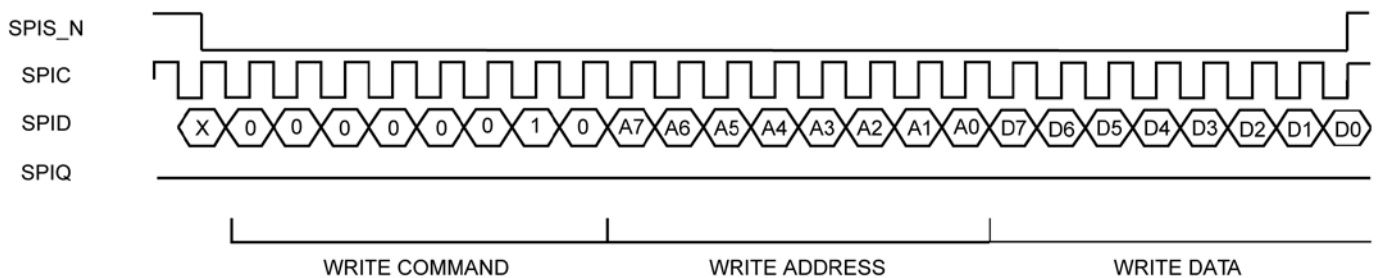 SPIS_N
SPIC
SPID X 0 0 0 0 0 0 1 0 A7 A6 A5 A4 A3 A2 A1 A0 D7 D6 D5 D4 D3 D2 D1 D0
SPIQ
WRITE COMMAND WRITE ADDRESS WRITE DATA